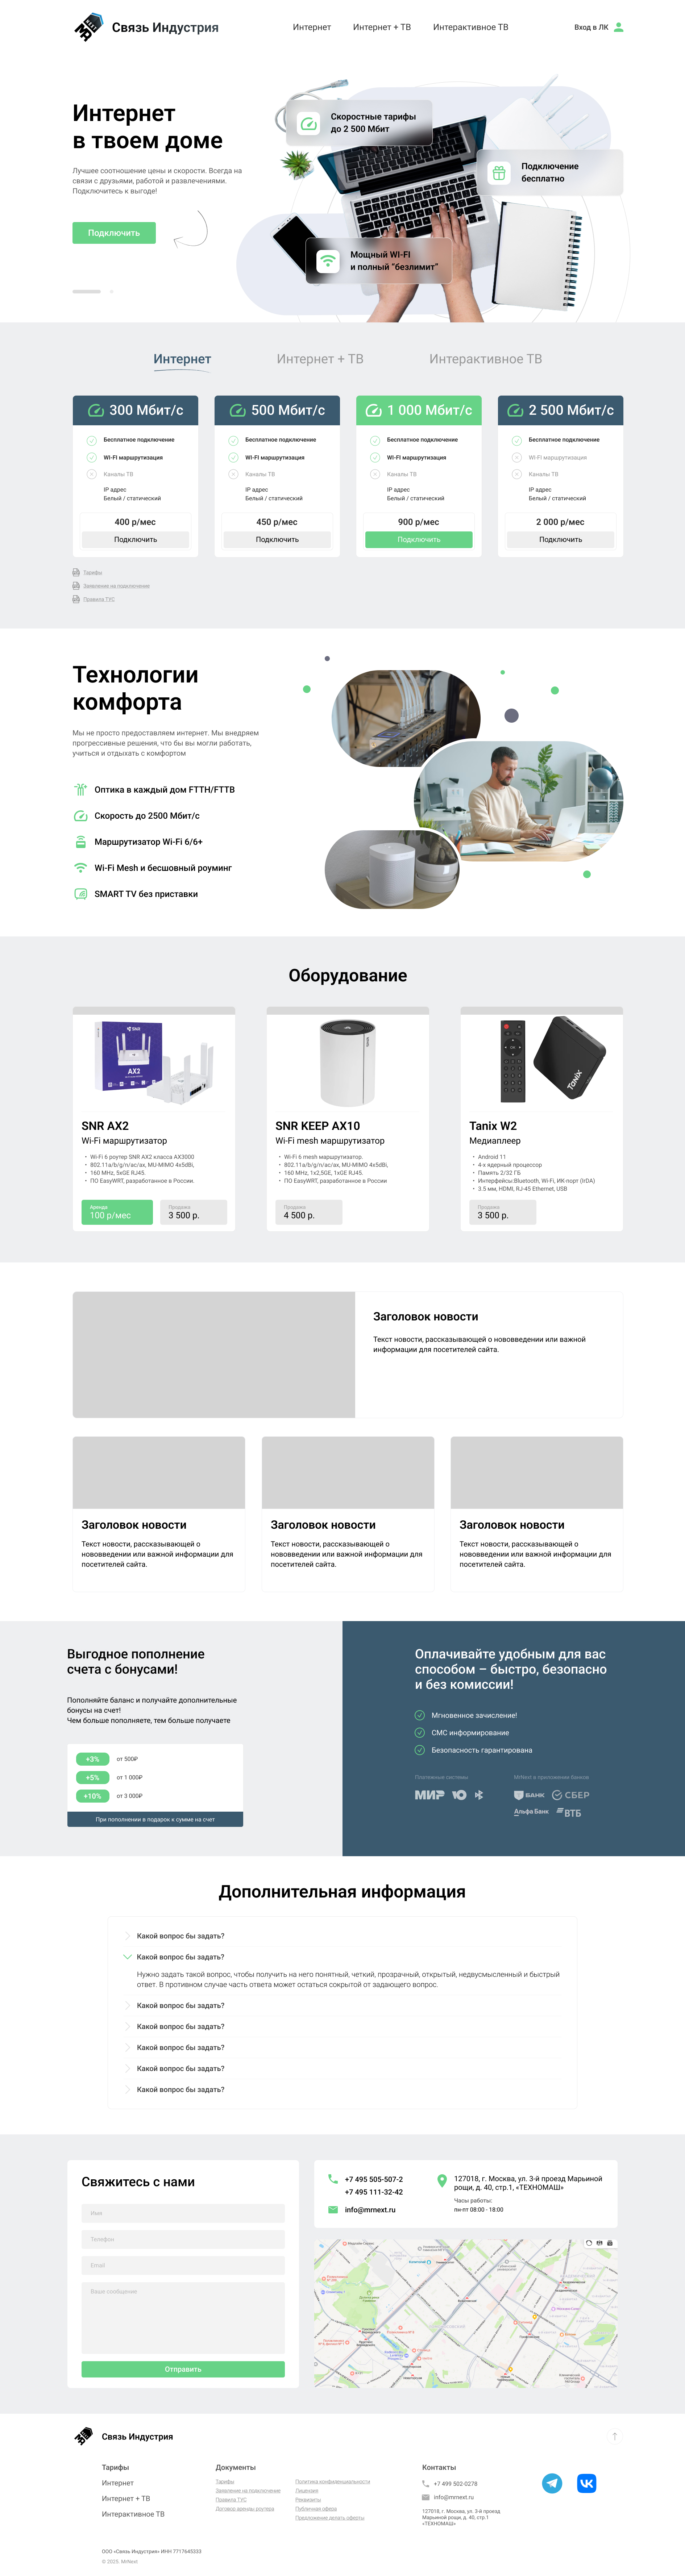 Связь Индустрия
Интернет
Интернет + ТВ
Интерактивное ТВ
Вход в ЛК
Интернет
в твоем доме
Лучшее соотношение цены и скорости. Всегда на
связи с друзьями, работой и развлечениями.
Подключитесь к выгоде!
Подключить
Скоростные тарифы
до 2 500 Мбит
Подключение
бесплатно
Мощный WI-FI
и полный “безлимит”
Интернет
Интернет + ТВ
Интерактивное ТВ
300 Мбит/с
Бесплатное подключение
WI-FI маршрутизация
Каналы ТВ
IP адрес
Белый / статический
400 р/мес
Подключить
500 Мбит/с
Бесплатное подключение
WI-FI маршрутизация
Каналы ТВ
IP адрес
Белый / статический
450 р/мес
Подключить
1 000 Мбит/с
Бесплатное подключение
WI-FI маршрутизация
Каналы ТВ
IP адрес
Белый / статический
900 р/мес
Подключить
2 500 Мбит/с
Бесплатное подключение
WI-FI маршрутизация
Каналы ТВ
IP адрес
Белый / статический
2 000 р/мес
Подключить
Тарифы
Заявление на подключение
Правила ТУС
Технологии
комфорта
Мы не просто предоставляем интернет. Мы внедряем
прогрессивные решения, что бы вы могли работать,
учиться и отдыхать с комфортом
Оптика в каждый дом FTTH/FTTB
Скорость до 2500 Мбит/с
Маршрутизатор Wi-Fi 6/6+
Wi-Fi Mesh и бесшовный роуминг
SMART TV без приставки
Оборудование
SNR
AX2
SNR AX2
Wi-Fi маршрутизатор
• Wi-Fi 6 роутер SNR AX2 класса AX3000
• 802.11a/b/g/n/ac/ax, MU-MIMO 4x5dBi,
• 160 MHz, 5xGE RJ45.
• ПО EasyWRT, разработанное в России.
Аренда
100 р/мес
Продажа
3 500 р.
SNR KEEP AX10
Wi-Fi mesh маршрутизатор
• Wi-Fi 6 mesh маршрутизатор.
• 802.11a/b/g/n/ac/ax, MU-MIMO 4x5dBi,
• 160 MHz, 1x2,5GE, 1xGE RJ45.
• ПО EasyWRT, разработанное в России
Продажа
4 500 р.
Tanix
Tanix W2
Медиаплеер
• Android 11
• 4-х ядерный процессор
• Память 2/32 ГБ
• Интерфейсы:Bluetooth, Wi-Fi, ИК-порт (IrDA)
• 3.5 мм, HDMI, RJ-45 Ethernet, USB
Продажа
3 500 р.
Заголовок новости
Текст новости, рассказывающей о нововведении или важной
информации для посетителей сайта.
Заголовок новости
Текст новости, рассказывающей о
нововведении или важной информации для
посетителей сайта.
Заголовок новости
Текст новости, рассказывающей о
нововведении или важной информации для
посетителей сайта.
Заголовок новости
Текст новости, рассказывающей о
нововведении или важной информации для
посетителей сайта.
Выгодное пополнение
счета с бонусами!
Пополняйте баланс и получайте дополнительные
бонусы на счет!
Чем больше пополняете, тем больше получаете
+3% от 500₽
+5% от 1 000₽
+10% от 3 000₽
При пополнении в подарок к сумме на счет
Оплачивайте удобным для вас
способом – быстро, безопасно
и без комиссии!
Мгновенное зачисление!
СМС информирование
Безопасность гарантирована
Платежные системы
МИР
MrNext в приложении банков
БАНК
СБЕР
Альфа Банк
ВТБ
Дополнительная информация
Какой вопрос бы задать?
Какой вопрос бы задать?
Нужно задать такой вопрос, чтобы получить на него понятный, четкий, прозрачный, открытый, недвусмысленный и быстрый
ответ. В противном случае часть ответа может остаться сокрытой от задающего вопрос.
Какой вопрос бы задать?
Какой вопрос бы задать?
Какой вопрос бы задать?
Какой вопрос бы задать?
Какой вопрос бы задать?
Свяжитесь с нами
Имя
Телефон
Email
Ваше сообщение
Отправить
+7 495 505-507-2
+7 495 111-32-42
info@mrnext.ru
127018, г. Москва, ул. 3-й проезд Марьиной
рощи, д. 40, стр.1, «ТЕХНОМАШ»
Часы работы:
пн-пт 08:00 - 18:00
Связь Индустрия
Тарифы
Интернет
Интернет + ТВ
Интерактивное ТВ
Документы
Тарифы
Заявление на подключение
Правила ТУС
Договор аренды роутера
Политика конфиденциальности
Лицензия
Реквизиты
Публичная офера
Предложение делать оферты
Контакты
+7 499 502-0278
info@mrnext.ru
127018, г. Москва, ул. 3-й проезд
Марьиной рощи, д. 40, стр.1
«ТЕХНОМАШ»
ООО «Связь Индустрия» ИНН 7717645333
© 2025. MrNext